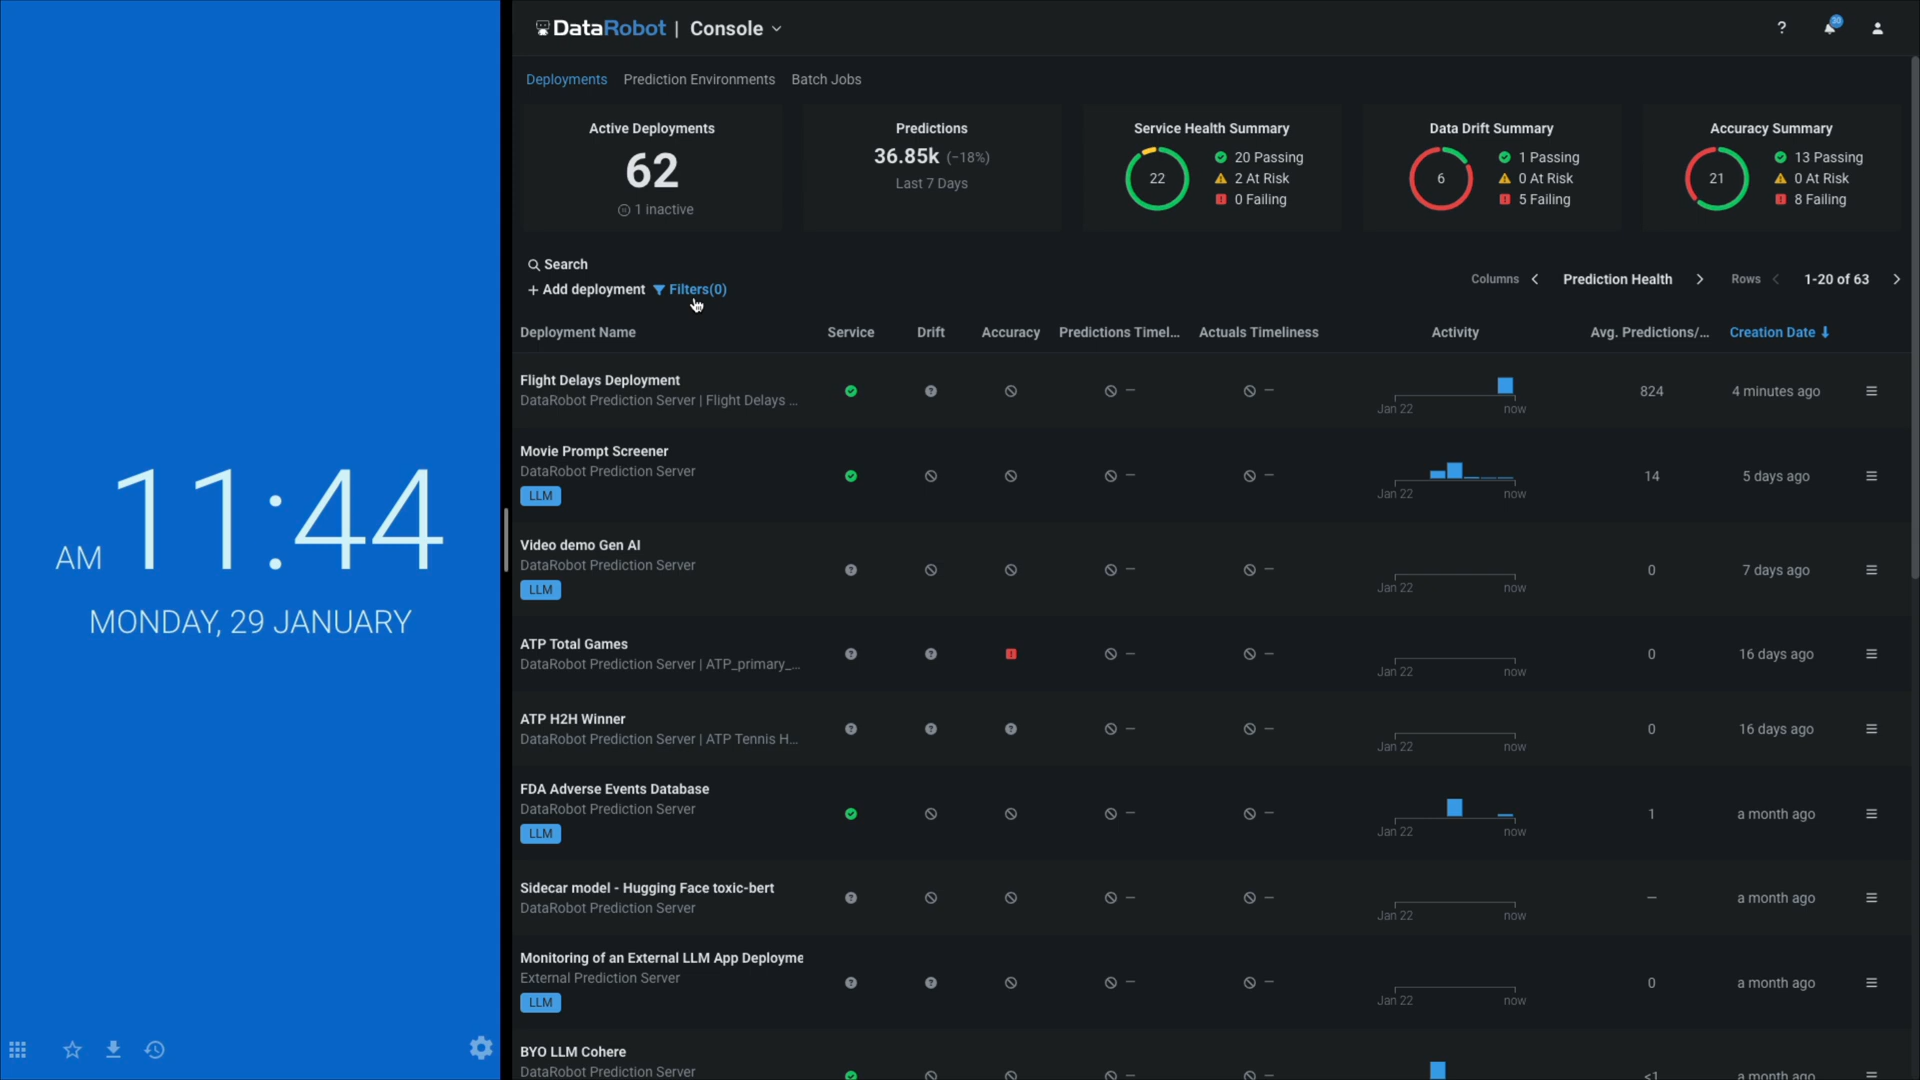 AM 11:44
MONDAY, 29 JANUARY
DataRobot | Console
?
30
Deployments Prediction Environments Batch Jobs
Active Deployments
62
1 inactive
Predictions
36.85k (−18%)
Last 7 Days
Service Health Summary
22
20 Passing
2 At Risk
0 Failing
Data Drift Summary
6
1 Passing
0 At Risk
5 Failing
Accuracy Summary
21
13 Passing
0 At Risk
8 Failing
Search
+ Add deployment Filters(0)
Columns Prediction Health Rows 1-20 of 63
Deployment Name Service Drift Accuracy Predictions Timel... Actuals Timeliness Activity Avg. Predictions/... Creation Date
Flight Delays Deployment
DataRobot Prediction Server | Flight Delays ...
– –
Jan 22 now
824 4 minutes ago
Movie Prompt Screener
DataRobot Prediction Server
LLM
– –
Jan 22 now
14 5 days ago
Video demo Gen AI
DataRobot Prediction Server
LLM
– –
Jan 22 now
0 7 days ago
ATP Total Games
DataRobot Prediction Server | ATP_primary_...
– –
Jan 22 now
0 16 days ago
ATP H2H Winner
DataRobot Prediction Server | ATP Tennis H...
– –
Jan 22 now
0 16 days ago
FDA Adverse Events Database
DataRobot Prediction Server
LLM
– –
Jan 22 now
1 a month ago
Sidecar model - Hugging Face toxic-bert
DataRobot Prediction Server
– –
Jan 22 now
– a month ago
Monitoring of an External LLM App Deployme
External Prediction Server
LLM
– –
Jan 22 now
0 a month ago
BYO LLM Cohere
DataRobot Prediction Server
– –
<1 a month ago